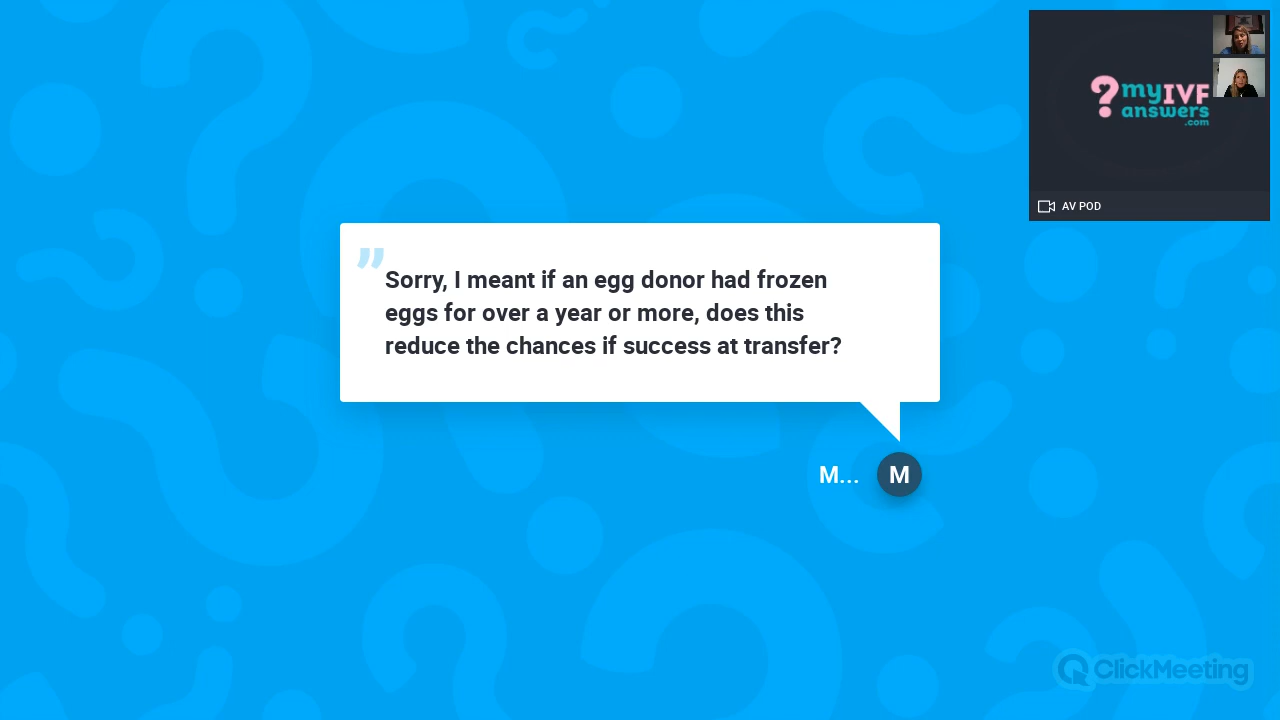 ?myIVF
answers
.com
AV POD
”
Sorry, I meant if an egg donor had frozen
eggs for over a year or more, does this
reduce the chances if success at transfer?
M... M
ClickMeeting